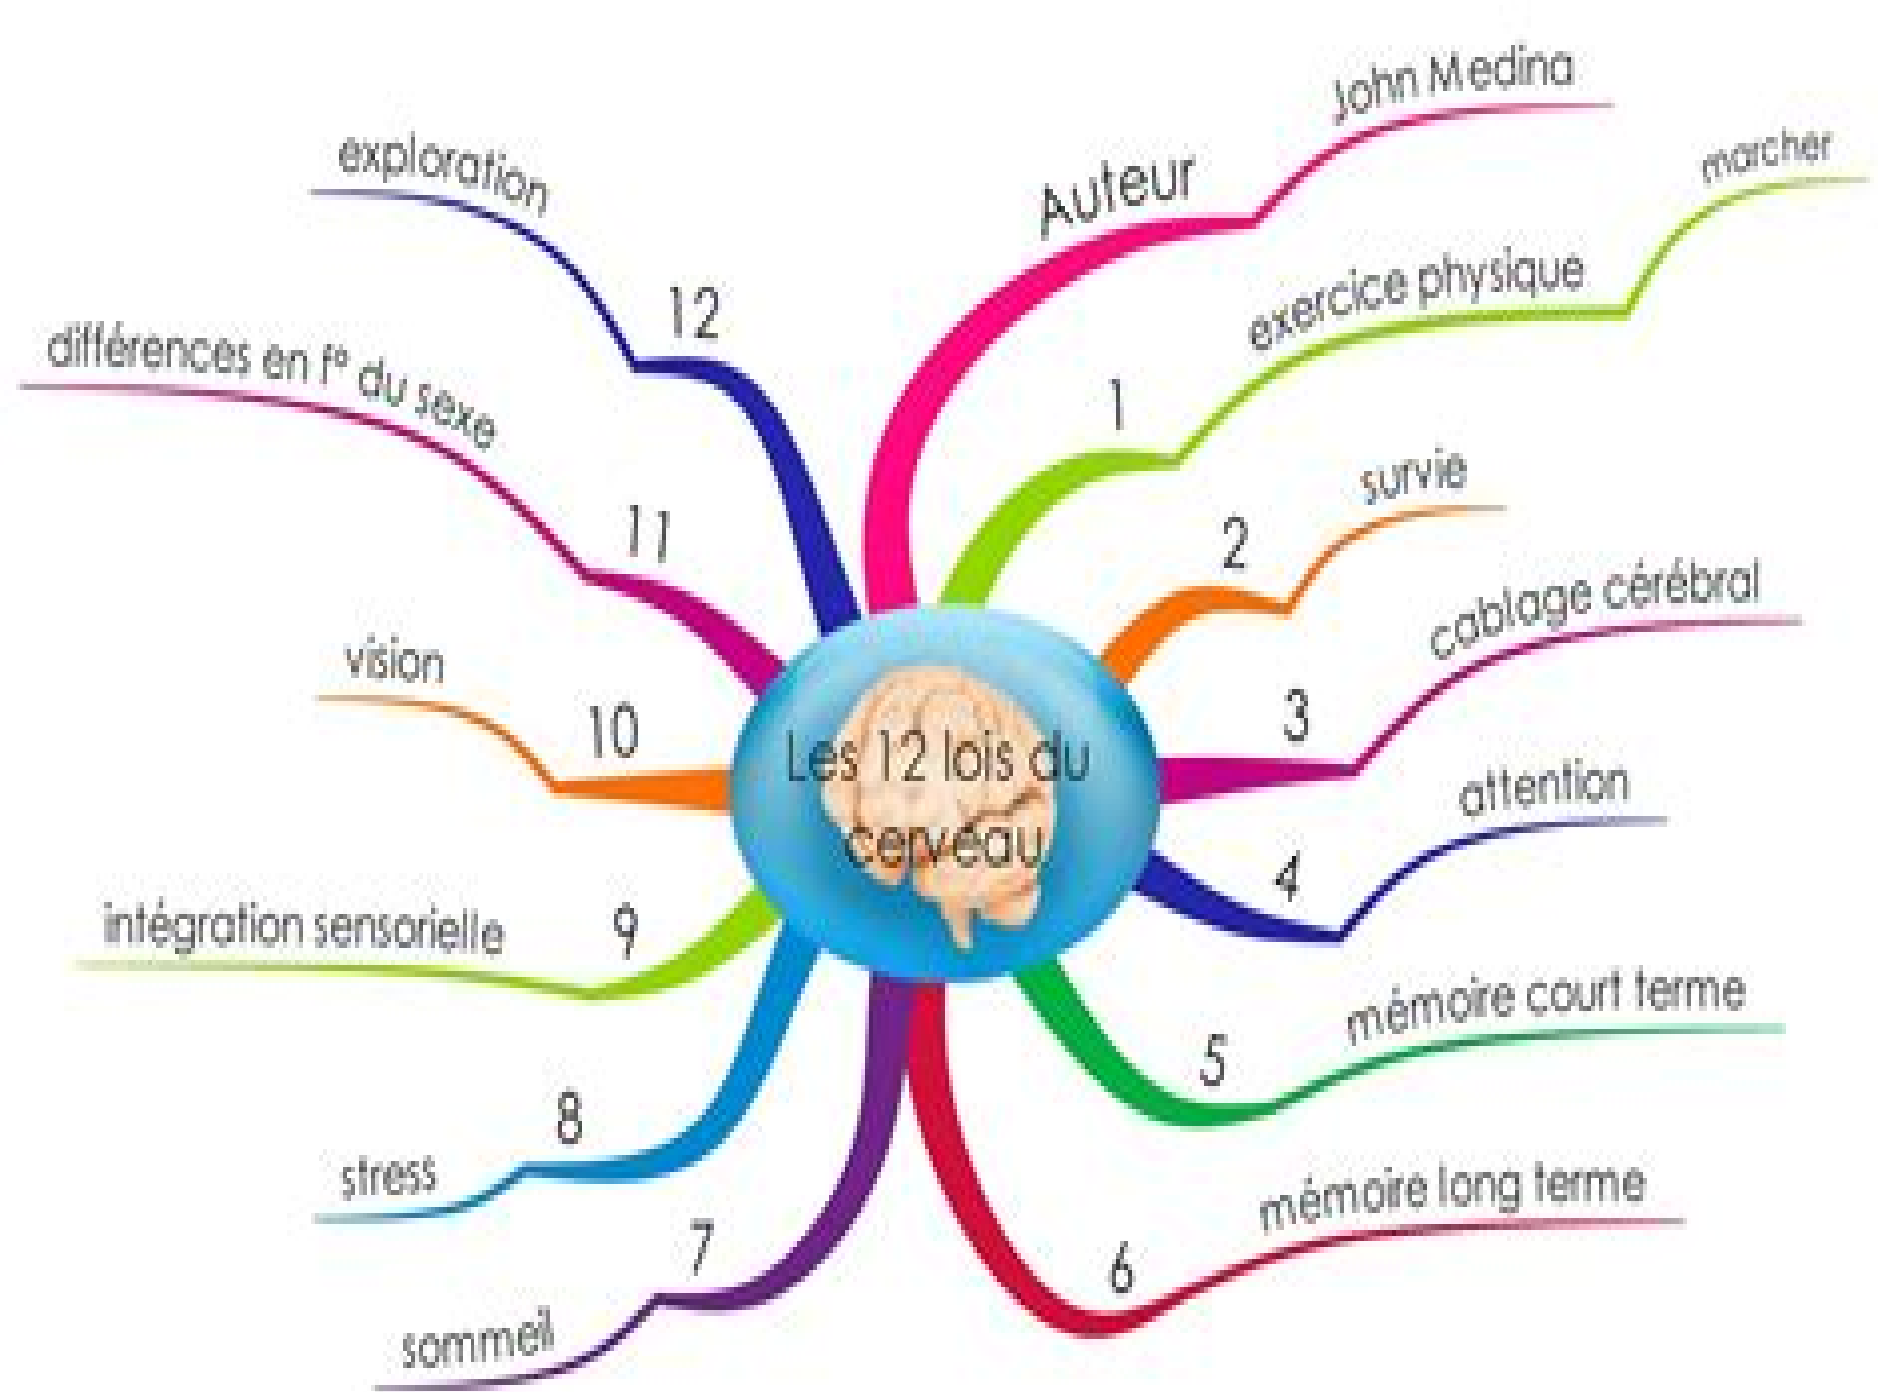 Les 12 lois du
cerveau
Auteur
John Medina
1
exercice physique
marcher
2
survie
3
cablage cérébral
4
attention
5
mémoire court terme
6
mémoire long terme
7
sommeil
8
stress
9
intégration sensorielle
10
vision
11
différences en f° du sexe
12
exploration